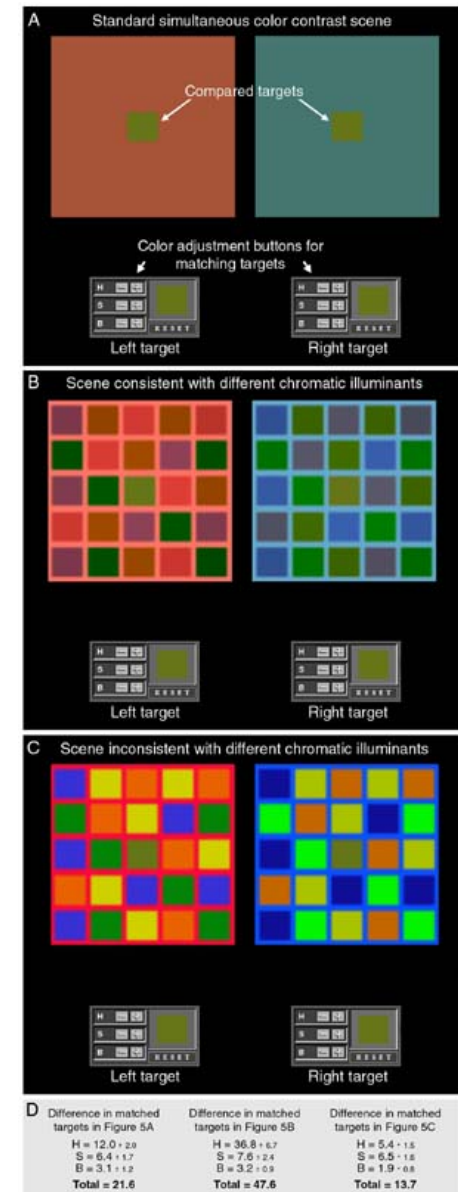 A Standard simultaneous color contrast scene
Compared targets
Color adjustment buttons for
matching targets
H
S
B
RESET
Left target
H
S
B
RESET
Right target
B Scene consistent with different chromatic illuminants
H
S
B
RESET
Left target
H
S
B
RESET
Right target
C Scene inconsistent with different chromatic illuminants
H
S
B
RESET
Left target
H
S
B
RESET
Right target
D
Difference in matched
targets in Figure 5A
H = 12.0 ± 2.0
S = 6.4 ± 1.7
B = 3.1 ± 1.2
Total = 21.6
Difference in matched
targets in Figure 5B
H = 36.8 ± 6.7
S = 7.6 ± 2.4
B = 3.2 ± 0.9
Total = 47.6
Difference in matched
targets in Figure 5C
H = 5.4 ± 1.5
S = 6.5 ± 1.6
B = 1.9 ± 0.8
Total = 13.7